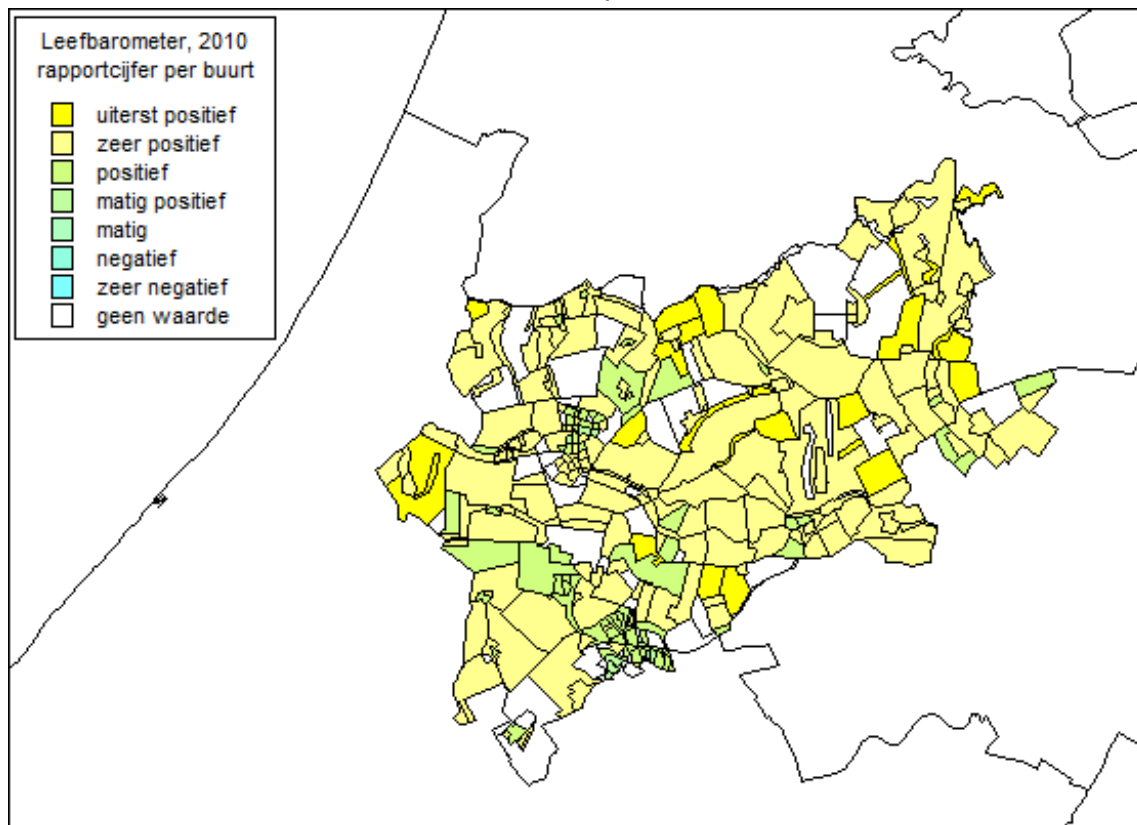 Leefbarometer, 2010
rapportcijfer per buurt
uiterst positief
zeer positief
positief
matig positief
matig
negatief
zeer negatief
geen waarde